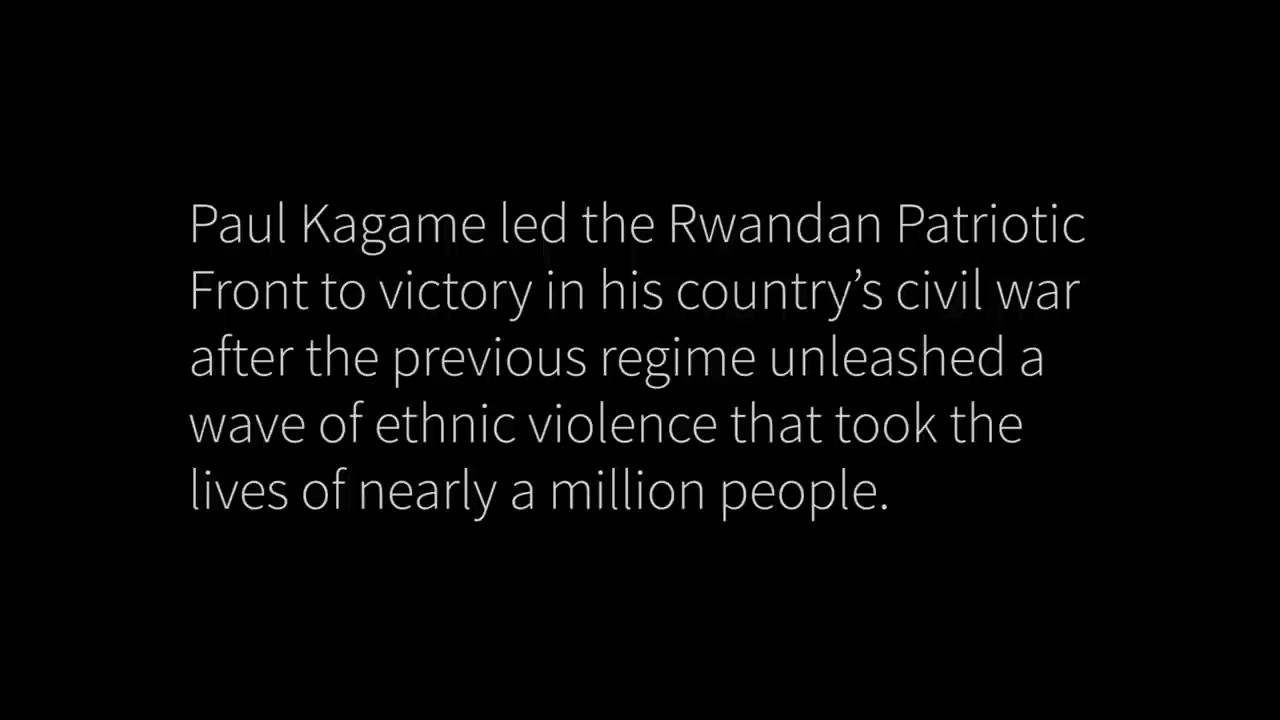 Paul Kagame led the Rwandan Patriotic
Front to victory in his country’s civil war
after the previous regime unleashed a
wave of ethnic violence that took the
lives of nearly a million people.